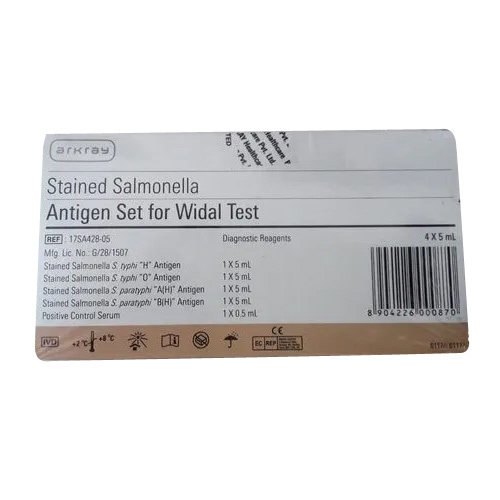 arkray
Stained Salmonella
Antigen Set for Widal Test
REF : 17SA428-05 Diagnostic Reagents 4 X 5 mL
Mfg. Lic. No.: G/28/1507
Stained Salmonella S. typhi "H" Antigen 1 X 5 mL
Stained Salmonella S. typhi "O" Antigen 1 X 5 mL
Stained Salmonella S. paratyphi "A(H)" Antigen 1 X 5 mL
Stained Salmonella S. paratyphi "B(H)" Antigen 1 X 5 mL
Positive Control Serum 1 X 0.5 mL
8 904226 000870
IVD +2°C +8°C CE EC REP